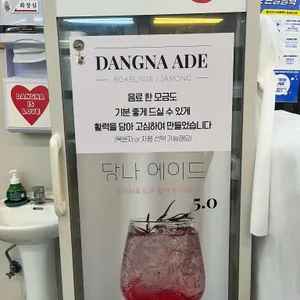 화장실
DANGNA ADE
BOKBUNJA / JAMONG
음료 한 모금도
기분 좋게 드실 수 있게
활력을 담아 고심하여 만들었습니다
(복분자 or 자몽 선택 가능해요)
DANGNA
IS
LOVE
당나 에이드
5.0